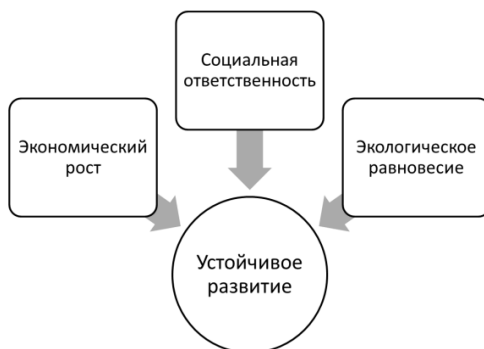 Социальная
ответственность
Экономический
рост
Экологическое
равновесие
Устойчивое
развитие